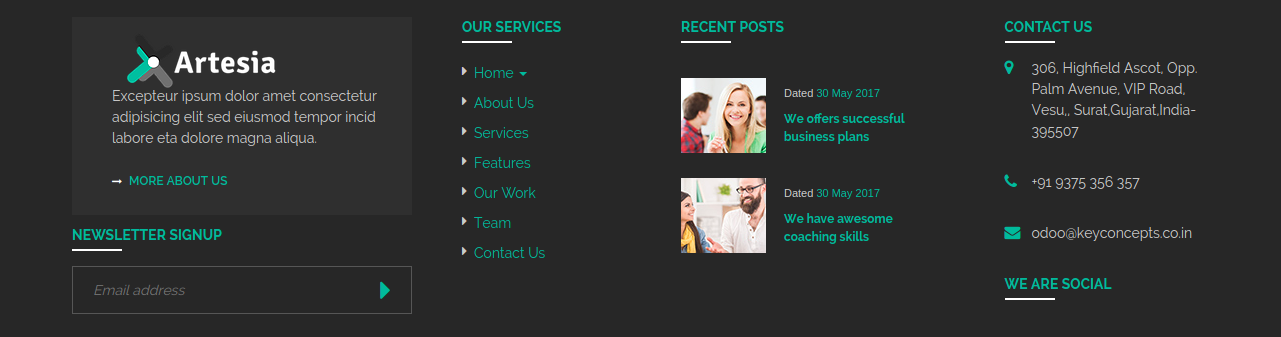 Artesia
Excepteur ipsum dolor amet consectetur
adipisicing elit sed eiusmod tempor incid
labore eta dolore magna aliqua.
MORE ABOUT US
NEWSLETTER SIGNUP
Email address
OUR SERVICES
Home
About Us
Services
Features
Our Work
Team
Contact Us
RECENT POSTS
Dated 30 May 2017
We offers successful
business plans
Dated 30 May 2017
We have awesome
coaching skills
CONTACT US
306, Highfield Ascot, Opp.
Palm Avenue, VIP Road,
Vesu,, Surat,Gujarat,India-
395507
+91 9375 356 357
odoo@keyconcepts.co.in
WE ARE SOCIAL